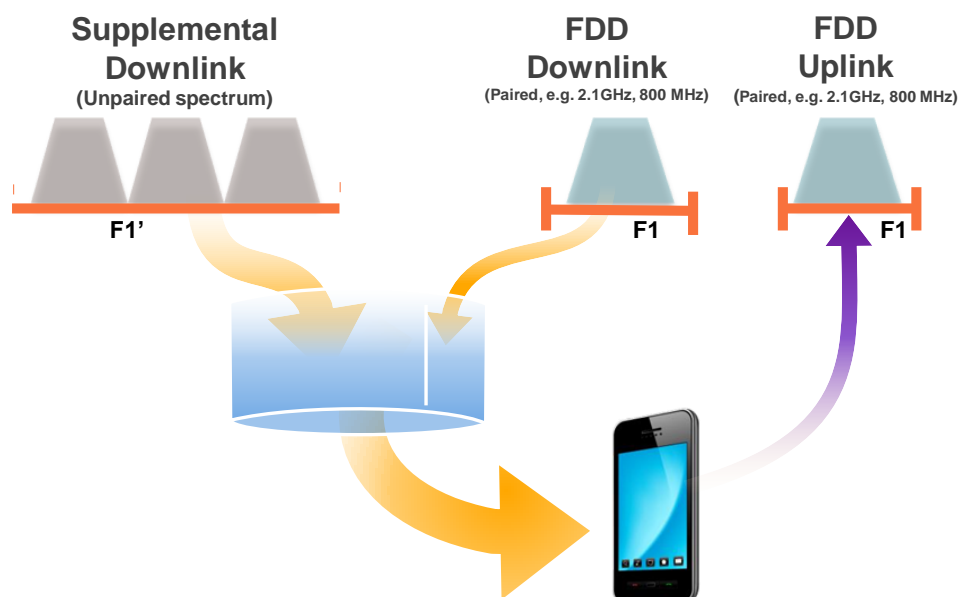 Supplemental
Downlink
(Unpaired spectrum)
FDD
Downlink
(Paired, e.g. 2.1GHz, 800 MHz)
FDD
Uplink
(Paired, e.g. 2.1GHz, 800 MHz)
F1’
F1
F1